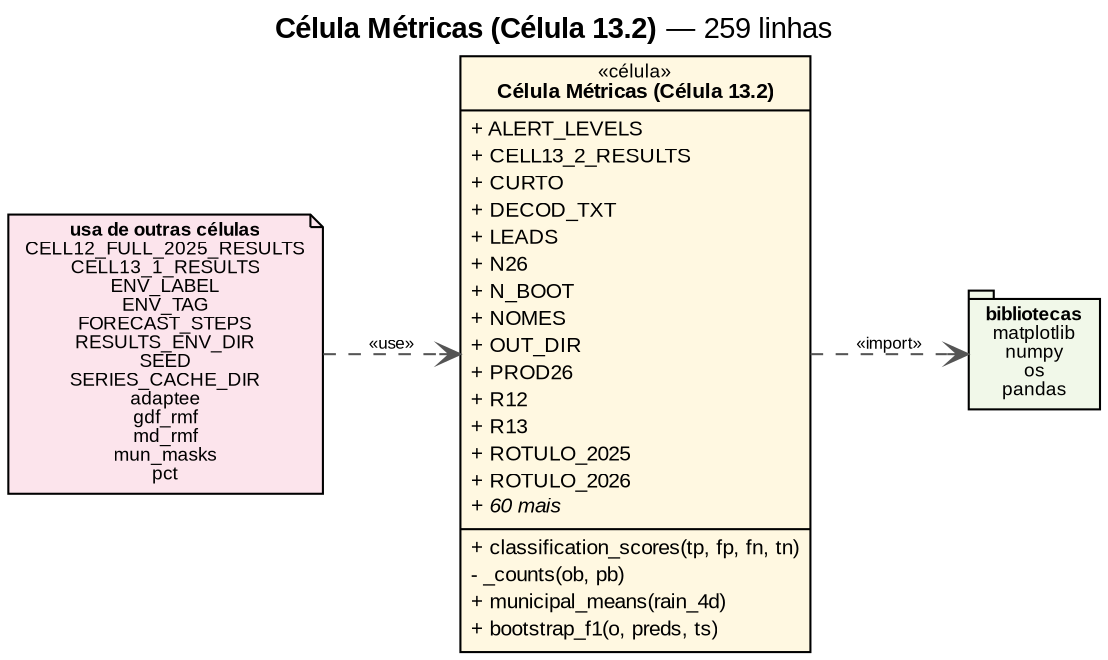 Célula Métricas (Célula 13.2) — 259 linhas
usa de outras células
CELL12_FULL_2025_RESULTS
CELL13_1_RESULTS
ENV_LABEL
ENV_TAG
FORECAST_STEPS
RESULTS_ENV_DIR
SEED
SERIES_CACHE_DIR
adaptee
gdf_rmf
md_rmf
mun_masks
pct
«use»
«célula»
Célula Métricas (Célula 13.2)
+ ALERT_LEVELS
+ CELL13_2_RESULTS
+ CURTO
+ DECOD_TXT
+ LEADS
+ N26
+ N_BOOT
+ NOMES
+ OUT_DIR
+ PROD26
+ R12
+ R13
+ ROTULO_2025
+ ROTULO_2026
+ 60 mais
+ classification_scores(tp, fp, fn, tn)
- _counts(ob, pb)
+ municipal_means(rain_4d)
+ bootstrap_f1(o, preds, ts)
«import»
bibliotecas
matplotlib
numpy
os
pandas